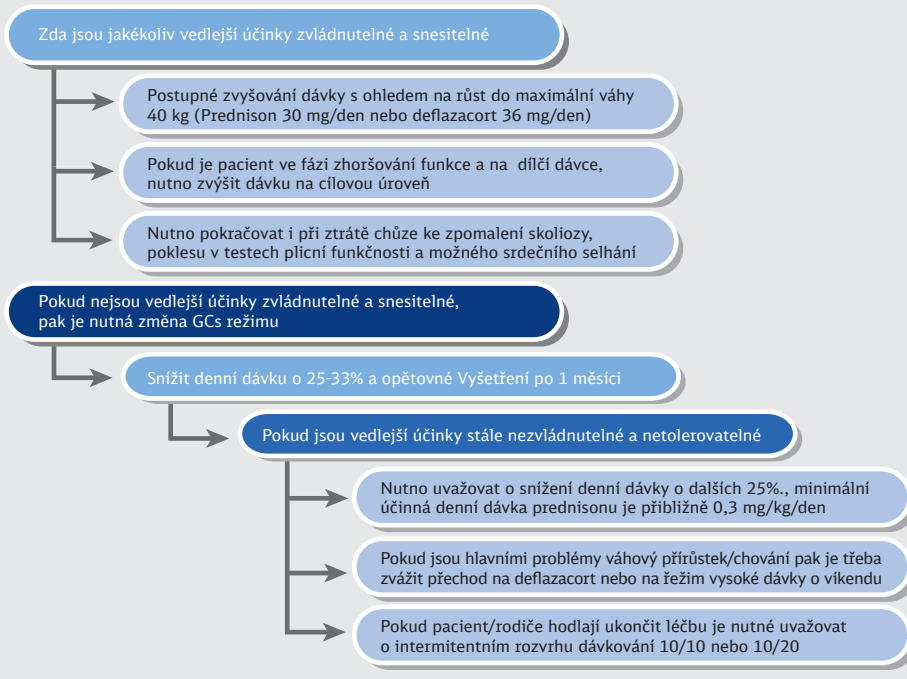 Zda jsou jakékoliv vedlejší účinky zvládnutelné a snesitelné
Postupné zvyšování dávky s ohledem na růst do maximální váhy
40 kg (Prednison 30 mg/den nebo deflazacort 36 mg/den)
Pokud je pacient ve fázi zhoršování funkce a na dílčí dávce,
nutno zvýšit dávku na cílovou úroveň
Nutno pokračovat i při ztrátě chůze ke zpomalení skoliozy,
poklesu v testech plicní funkčnosti a možného srdečního selhání
Pokud nejsou vedlejší účinky zvládnutelné a snesitelné,
pak je nutná změna GCs režimu
Snížit denní dávku o 25-33% a opětovné Vyšetření po 1 měsíci
Pokud jsou vedlejší účinky stále nezvládnutelné a netolerovatelné
Nutno uvažovat o snížení denní dávky o dalších 25%., minimální
účinná denní dávka prednisonu je přibližně 0,3 mg/kg/den
Pokud jsou hlavními problémy váhový přírůstek/chování pak je třeba
zvážit přechod na deflazacort nebo na řežim vysoké dávky o víkendu
Pokud pacient/rodiče hodlají ukončit léčbu je nutné uvažovat
o intermitentním rozvrhu dávkování 10/10 nebo 10/20